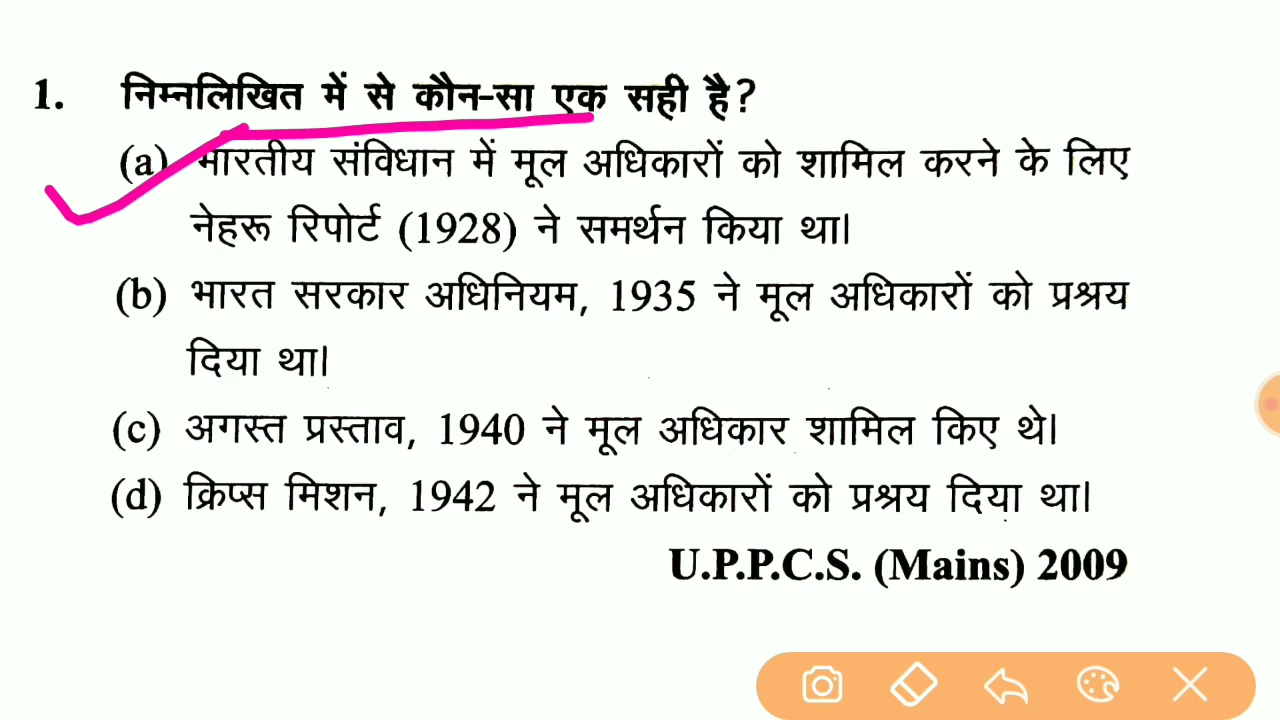 1. निम्नलिखित में से कौन-सा एक सही है?
(a) भारतीय संविधान में मूल अधिकारों को शामिल करने के लिए
नेहरू रिपोर्ट (1928) ने समर्थन किया था।
(b) भारत सरकार अधिनियम, 1935 ने मूल अधिकारों को प्रश्रय
दिया था।
(c) अगस्त प्रस्ताव, 1940 ने मूल अधिकार शामिल किए थे।
(d) क्रिप्स मिशन, 1942 ने मूल अधिकारों को प्रश्रय दिया था।
U.P.P.C.S. (Mains) 2009